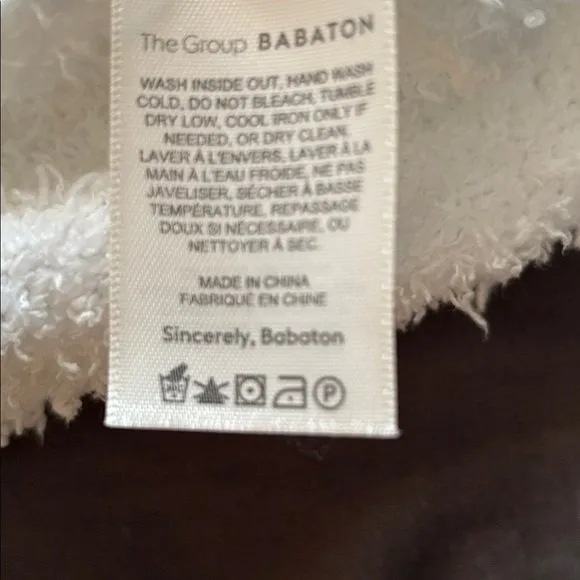 The Group BABATON
WASH INSIDE OUT, HAND WASH
COLD, DO NOT BLEACH, TUMBLE
DRY LOW, COOL IRON ONLY IF
NEEDED, OR DRY CLEAN.
LAVER À L'ENVERS, LAVER À LA
MAIN À L'EAU FROIDE, NE PAS
JAVELISER, SÉCHER À BASSE
TEMPÉRATURE, REPASSAGE
DOUX SI NÉCESSAIRE, OU
NETTOYER À SEC.
MADE IN CHINA
FABRIQUÉ EN CHINE
Sincerely, Babaton
P